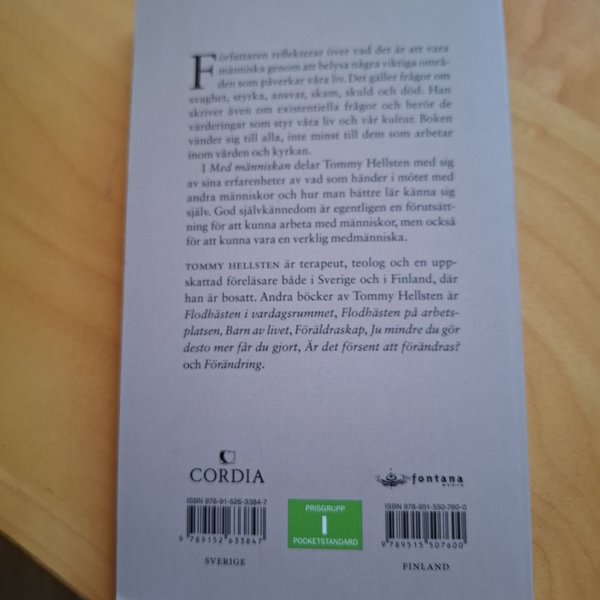 Författaren reflekterar över vad det är att vara
människa genom att belysa några viktiga områ-
den som påverkar våra liv. Det gäller frågor om
svaghet, styrka, ansvar, skam, skuld och död. Han
skriver även om existentiella frågor och berör de
värderingar som styr våra liv och vår kultur. Boken
vänder sig till alla, inte minst till dem som arbetar
inom vården och kyrkan.
I Med människan delar Tommy Hellsten med sig
av sina erfarenheter av vad som händer i mötet med
andra människor och hur man bättre lär känna sig
själv. God självkännedom är egentligen en förutsätt-
ning för att kunna arbeta med människor, men också
för att kunna vara en verklig medmänniska.
TOMMY HELLSTEN är terapeut, teolog och en upp-
skattad föreläsare både i Sverige och i Finland, där
han är bosatt. Andra böcker av Tommy Hellsten är
Flodhästen i vardagsrummet, Flodhästen på arbets-
platsen, Barn av livet, Föräldraskap, Ju mindre du gör
desto mer får du gjort, Är det försent att förändras?
och Förändring.
CORDIA
fontana
MEDIA
ISBN 978-91-526-3384-7
9 789152 633847
SVERIGE
PRISGRUPP
I
POCKETSTANDARD
ISBN 978-951-550-760-0
9 789515 507600
FINLAND